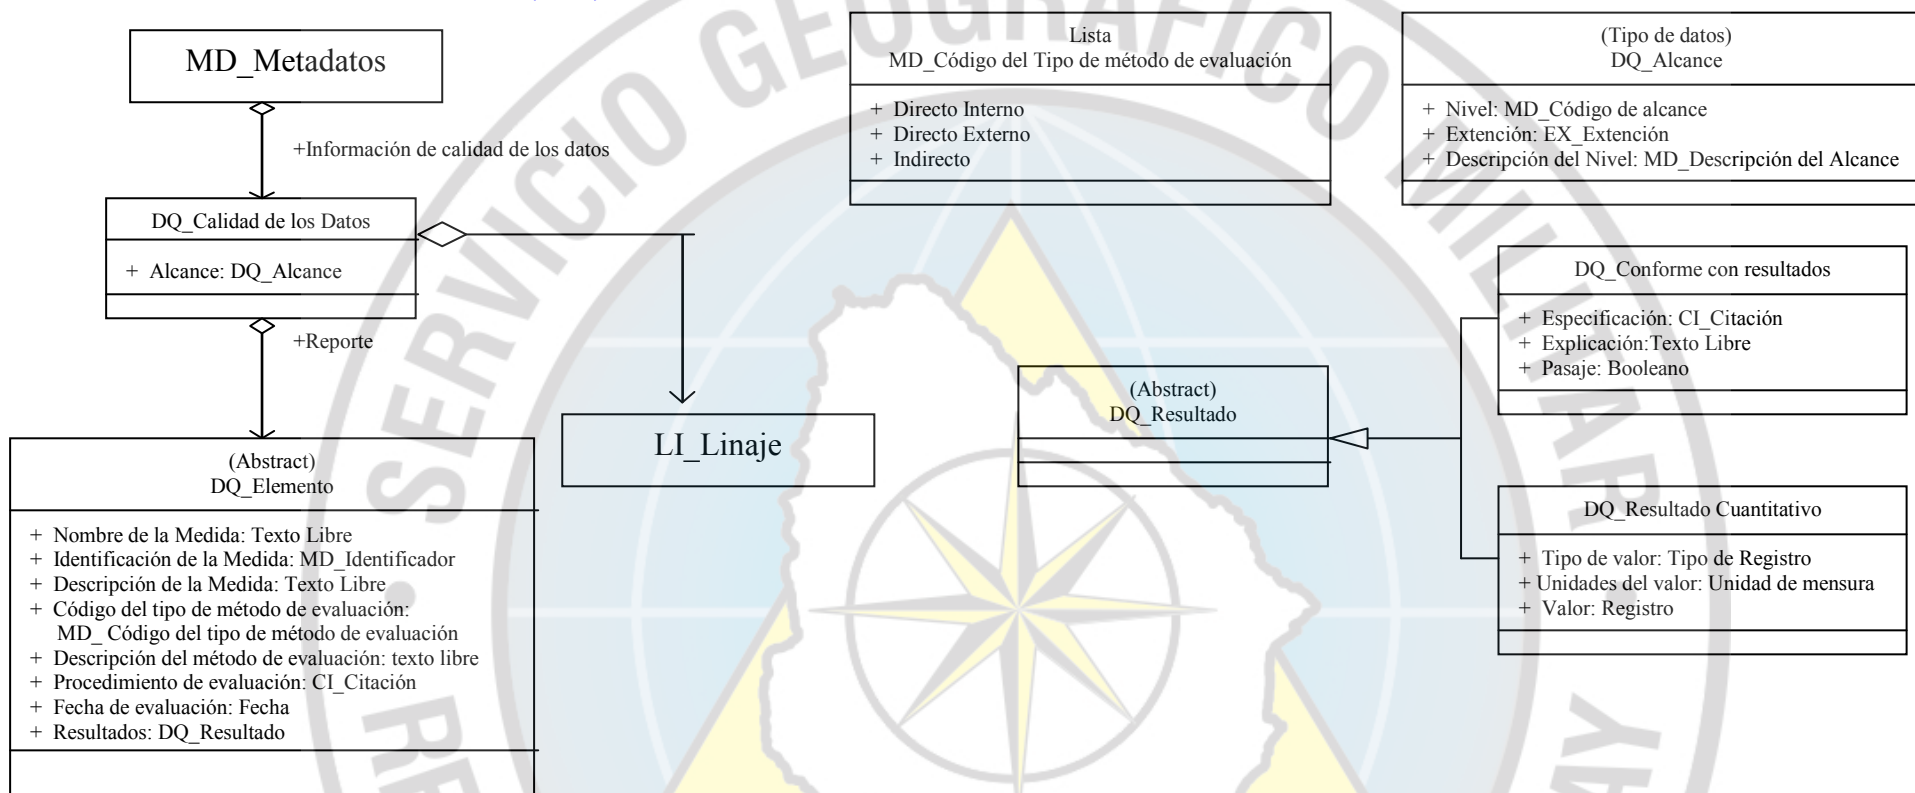 MD_Metadatos
+Información de calidad de los datos
DQ_Calidad de los Datos
+ Alcance: DQ_Alcance
+Reporte
(Abstract)
DQ_Elemento
+ Nombre de la Medida: Texto Libre
+ Identificación de la Medida: MD_Identificador
+ Descripción de la Medida: Texto Libre
+ Código del tipo de método de evaluación:
MD_ Código del tipo de método de evaluación
+ Descripción del método de evaluación: texto libre
+ Procedimiento de evaluación: CI_Citación
+ Fecha de evaluación: Fecha
+ Resultados: DQ_Resultado
LI_Linaje
Lista
MD_Código del Tipo de método de evaluación
+ Directo Interno
+ Directo Externo
+ Indirecto
(Tipo de datos)
DQ_Alcance
+ Nivel: MD_Código de alcance
+ Extención: EX_Extención
+ Descripción del Nivel: MD_Descripción del Alcance
(Abstract)
DQ_Resultado
DQ_Conforme con resultados
+ Especificación: CI_Citación
+ Explicación:Texto Libre
+ Pasaje: Booleano
DQ_Resultado Cuantitativo
+ Tipo de valor: Tipo de Registro
+Unidades del valor: Unidad de mensura
+ Valor: Registro
SERVICIO GEOGRÁFICO MILITAR